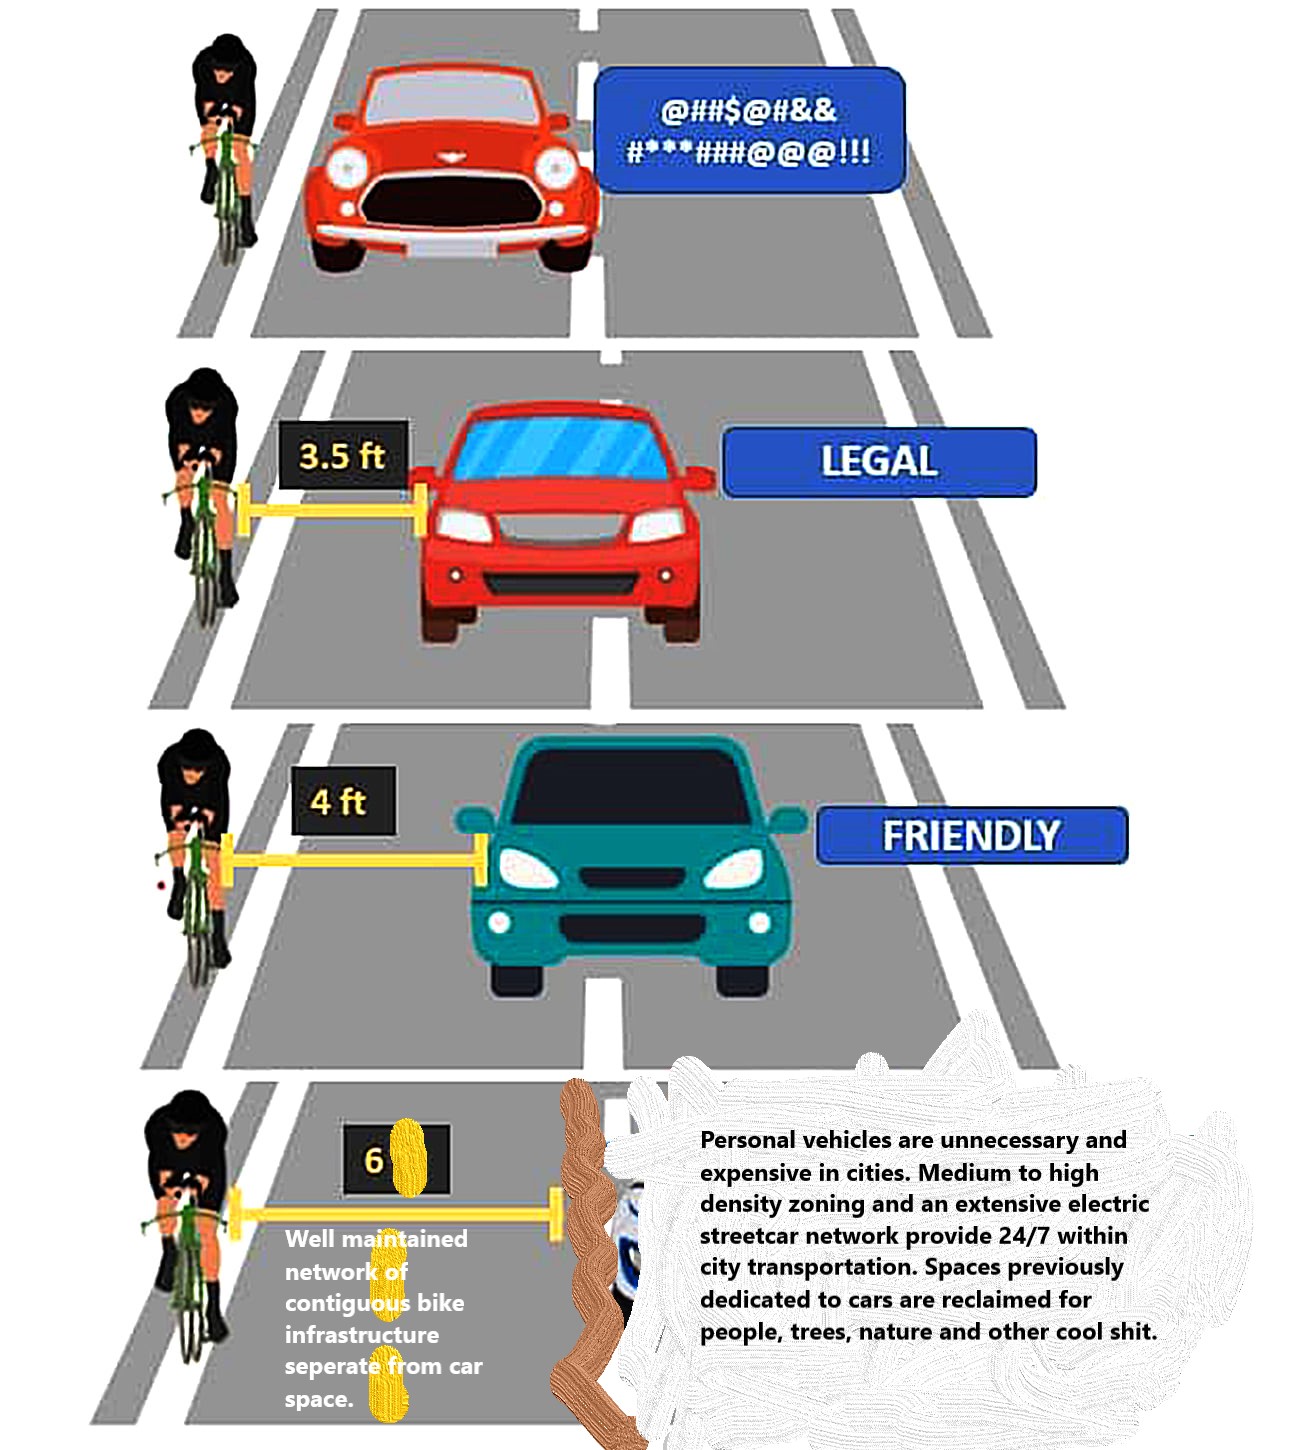 @##$@#&&
#***###@@@!!!
3.5 ft
LEGAL
4 ft
FRIENDLY
6
Well maintained
network of
contiguous bike
infrastructure
seperate from car
space.
Personal vehicles are unnecessary and
expensive in cities. Medium to high
density zoning and an extensive electric
streetcar network provide 24/7 within
city transportation. Spaces previously
dedicated to cars are reclaimed for
people, trees, nature and other cool shit.